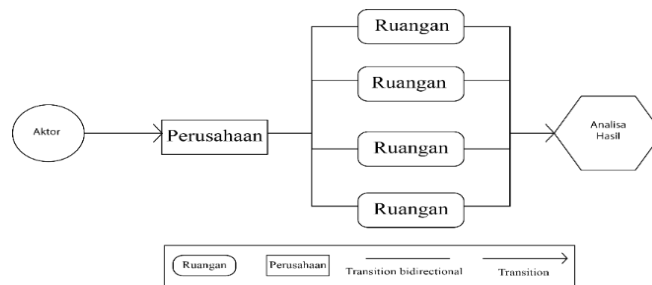 Ruangan
Ruangan
Aktor
Perusahaan
Ruangan
Ruangan
Analisa
Hasil
Ruangan
Perusahaan
Transition bidirectional
Transition